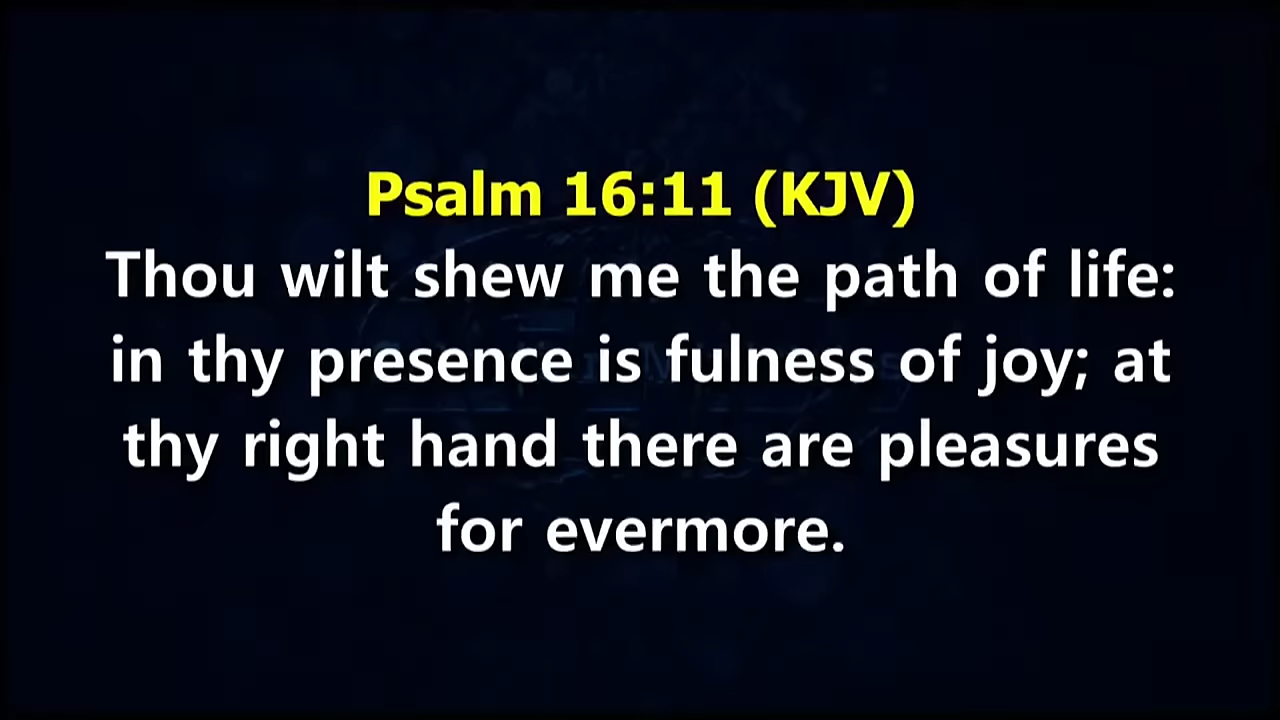 Psalm 16:11 (KJV)
Thou wilt shew me the path of life:
in thy presence is fulness of joy; at
thy right hand there are pleasures
for evermore.